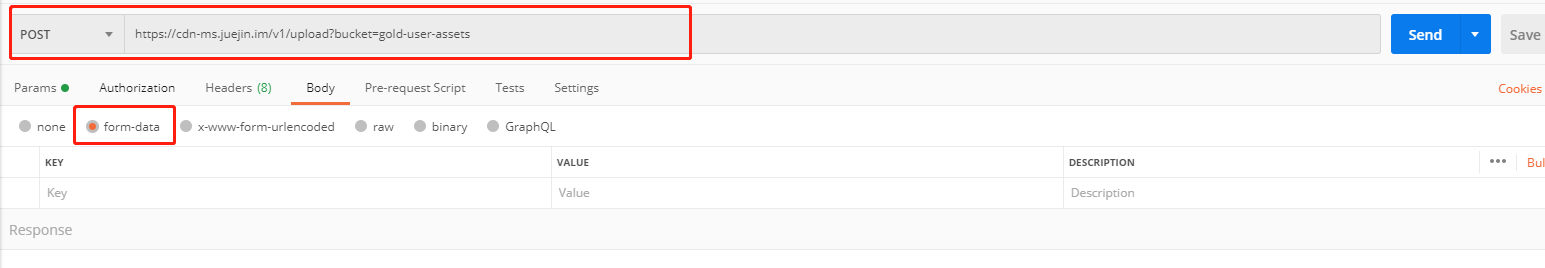 POST https://cdn-ms.juejin.im/v1/upload?bucket=gold-user-assets Send Save
Params Authorization Headers (8) Body Pre-request Script Tests Settings Cookies
none form-data x-www-form-urlencoded raw binary GraphQL
KEY VALUE DESCRIPTION ••• Bul
Key Value Description
Response